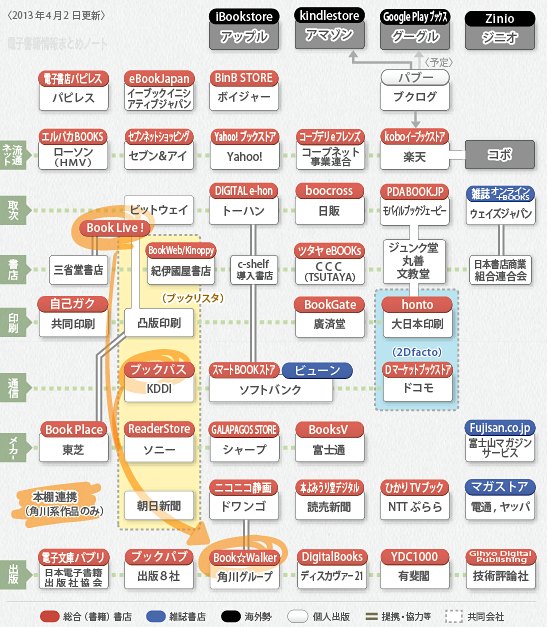 〈2013年4月2日更新〉
電子書籍情報まとめノート
iBookstore
アップル
kindlestore
アマゾン
Google Play ブックス
グーグル
Zinio
ジニオ
〈予定〉
電子書店パピレス
パピレス
eBookJapan
イーブックイニシ
アティブジャパン
BinB STORE
ボイジャー
パブー
ブクログ
ネット
流通
エルパカBOOKS
ローソン
(HMV)
セブンネットショッピング
セブン&アイ
Yahoo! ブックストア
Yahoo!
コープデリeフレンズ
コープネット
事業連合
koboイーブックストア
楽天
コボ
取次
ビットウェイ
DIGITAL e-hon
トーハン
boocross
日販
PDABOOK.JP
モバイルブックジェーピー
雑誌オンライン
+BOOKS
ウェイズジャパン
Book Live !
書店
三省堂書店
BookWeb/Kinoppy
紀伊國屋書店
c-shelf
導入書店
ツタヤ eBOOKs
CCC
(TSUTAYA)
ジュンク堂
丸善
文教堂
日本書店商業
組合連合会
(ブックリスタ)
印刷
自己ガク
共同印刷
凸版印刷
BookGate
廣済堂
honto
大日本印刷
(2Dfacto)
通信
ブックパス
KDDI
スマートBOOKストア
ビューン
ソフトバンク
Dマーケットブックストア
ドコモ
メーカー
Book Place
東芝
ReaderStore
ソニー
GALAPAGOS STORE
シャープ
BooksV
富士通
Fujisan.co.jp
富士山マガジン
サービス
本棚連携
(角川系作品のみ)
朝日新聞
ニコニコ静画
ドワンゴ
本よみうり堂デジタル
読売新聞
ひかりTVブック
NTT ぷらら
マガストア
電通, ヤッパ
出版
電子文庫パブリ
日本電子書籍
出版社協会
ブックパブ
出版8社
Book☆Walker
角川グループ
DigitalBooks
ディスカヴァー21
YDC1000
有斐閣
Gihyo Digital
Publishing
技術評論社
総合(書籍)書店
雑誌書店
海外勢
個人出版
提携・協力等
共同会社